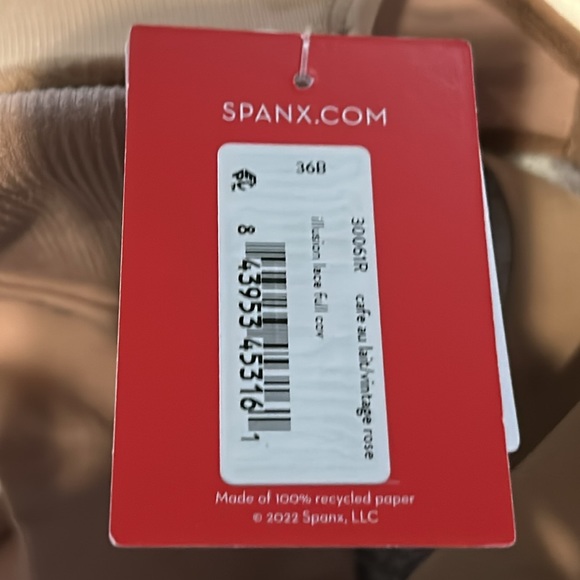 SPANX.COM
36B
30061R café au lait/vintage rose
illusion lace full cov
8 43953 45316 1
Made of 100% recycled paper
© 2022 Spanx, LLC